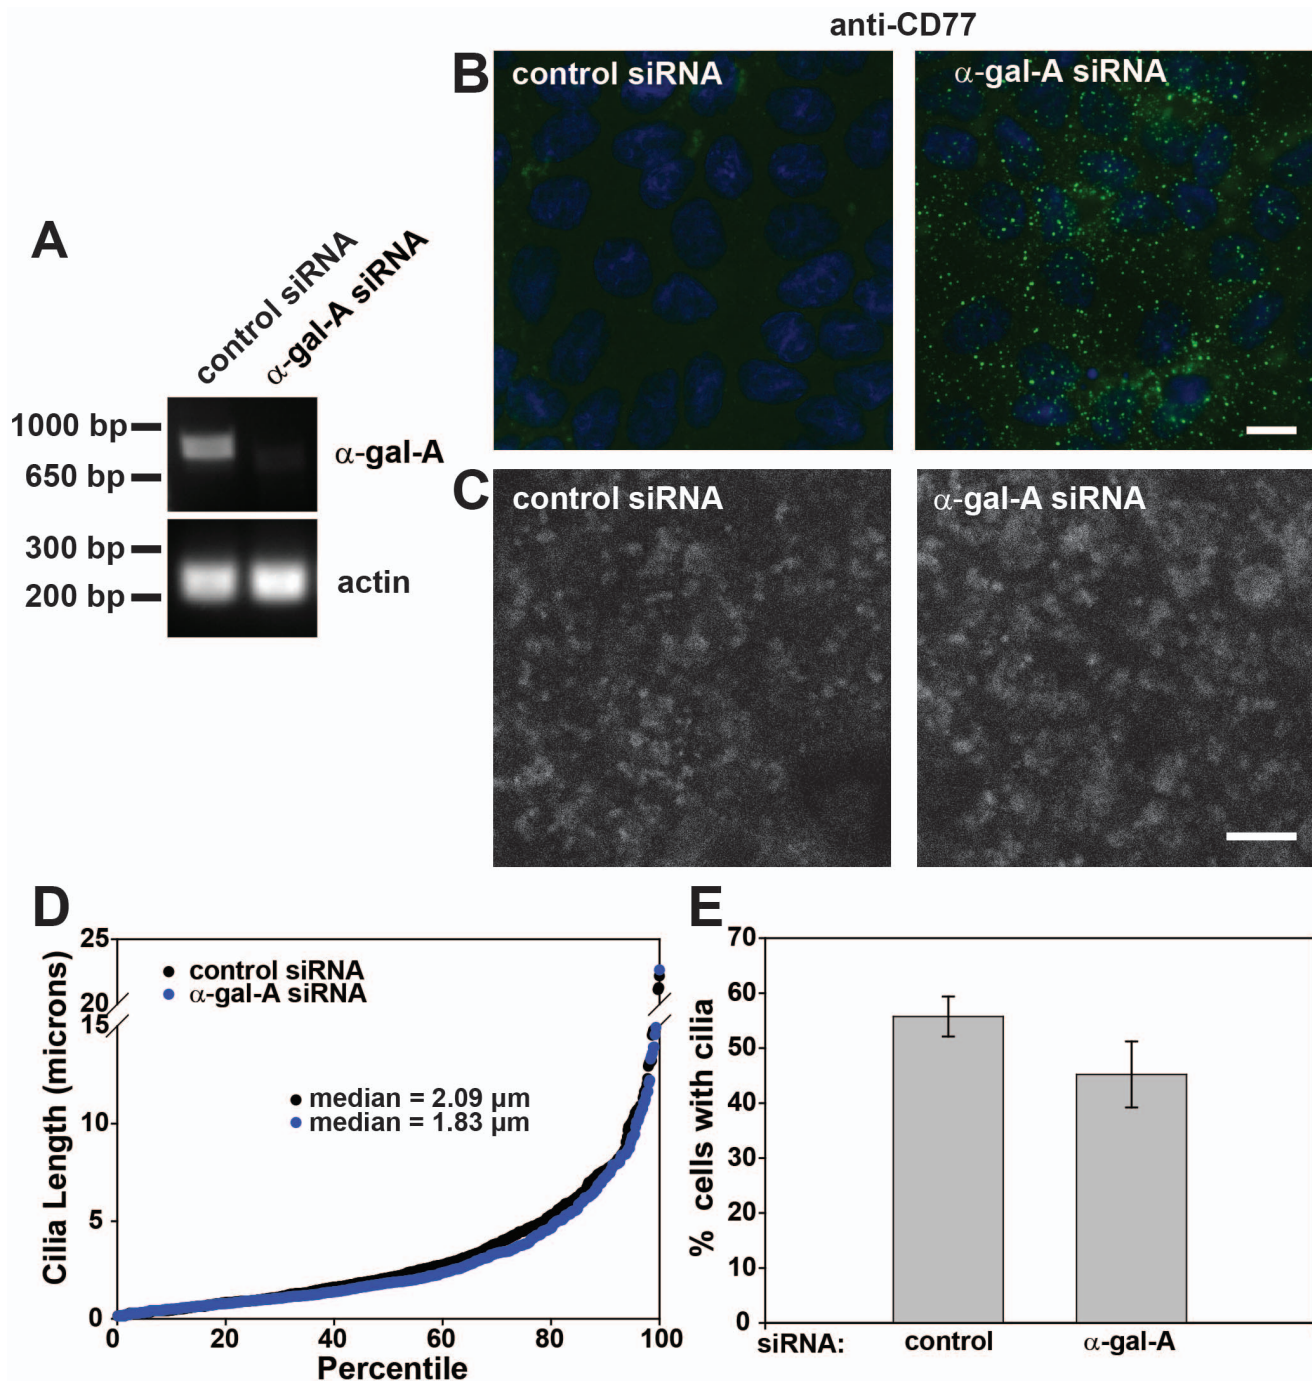 anti-CD77
B
control siRNA
α-gal-A siRNA
A
control siRNA
α-gal-A siRNA
1000 bp
α-gal-A
650 bp
300 bp
actin
200 bp
C
control siRNA
α-gal-A siRNA
D
Cilia Length (microns)
25
20
15
10
5
0
control siRNA
α-gal-A siRNA
median = 2.09 µm
median = 1.83 µm
0 20 40 60 80 100
Percentile
E
% cells with cilia
70
60
50
40
30
20
10
0
siRNA: control α-gal-A